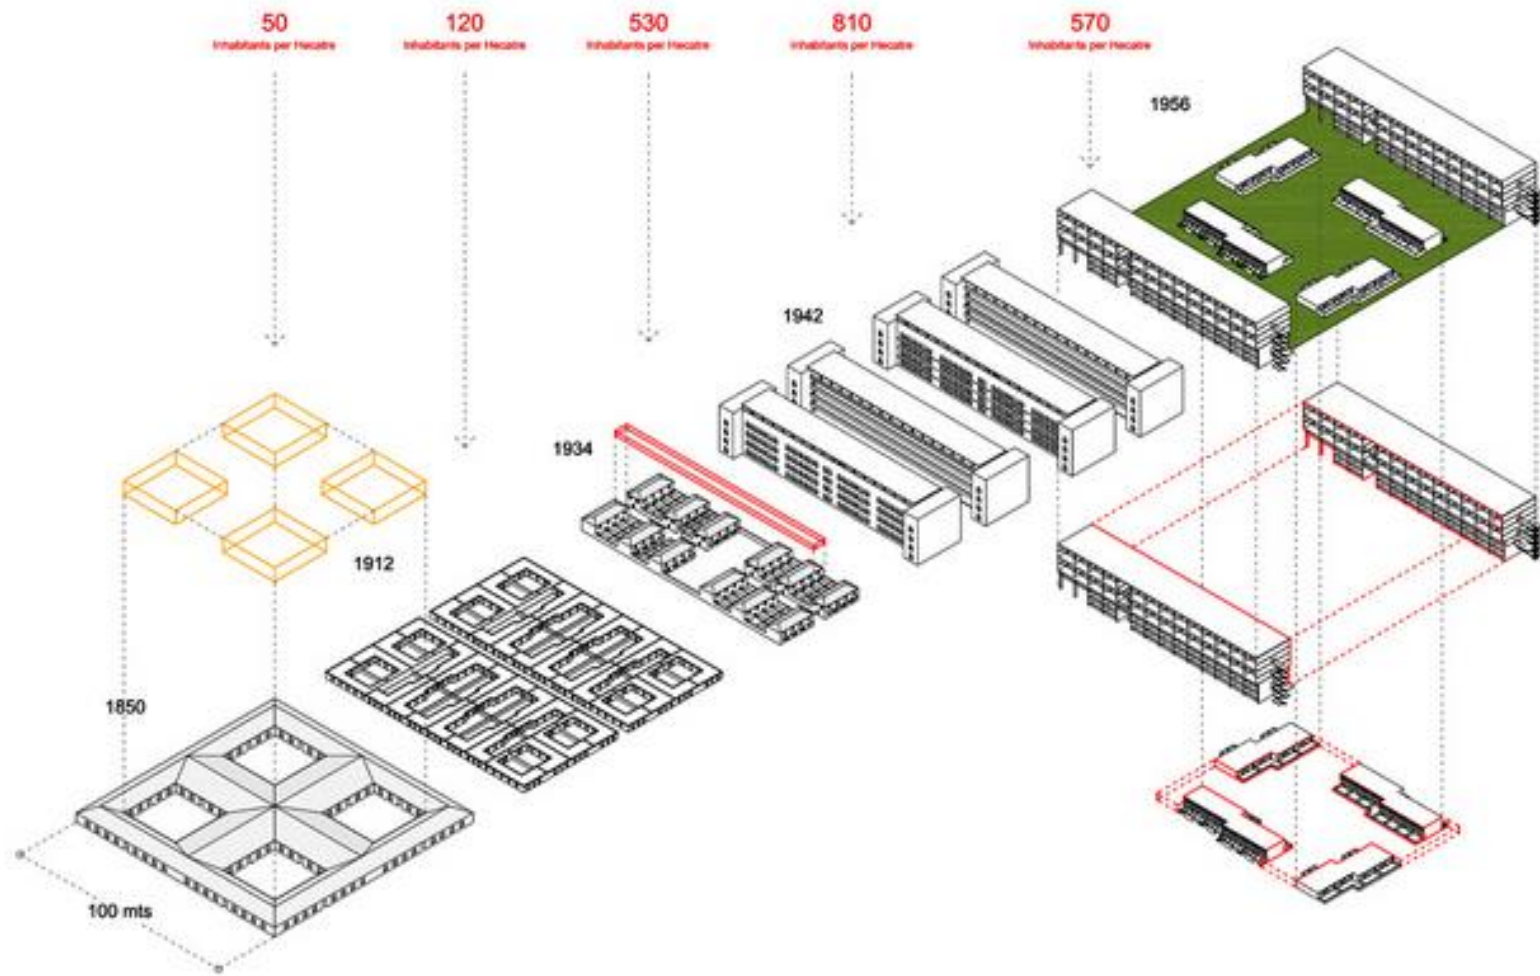 50
Inhabitants per Hecatre
120
Inhabitants per Hecatre
530
Inhabitants per Hecatre
810
Inhabitants per Hecatre
570
Inhabitants per Hecatre
1956
1942
1934
1912
1850
100 mts